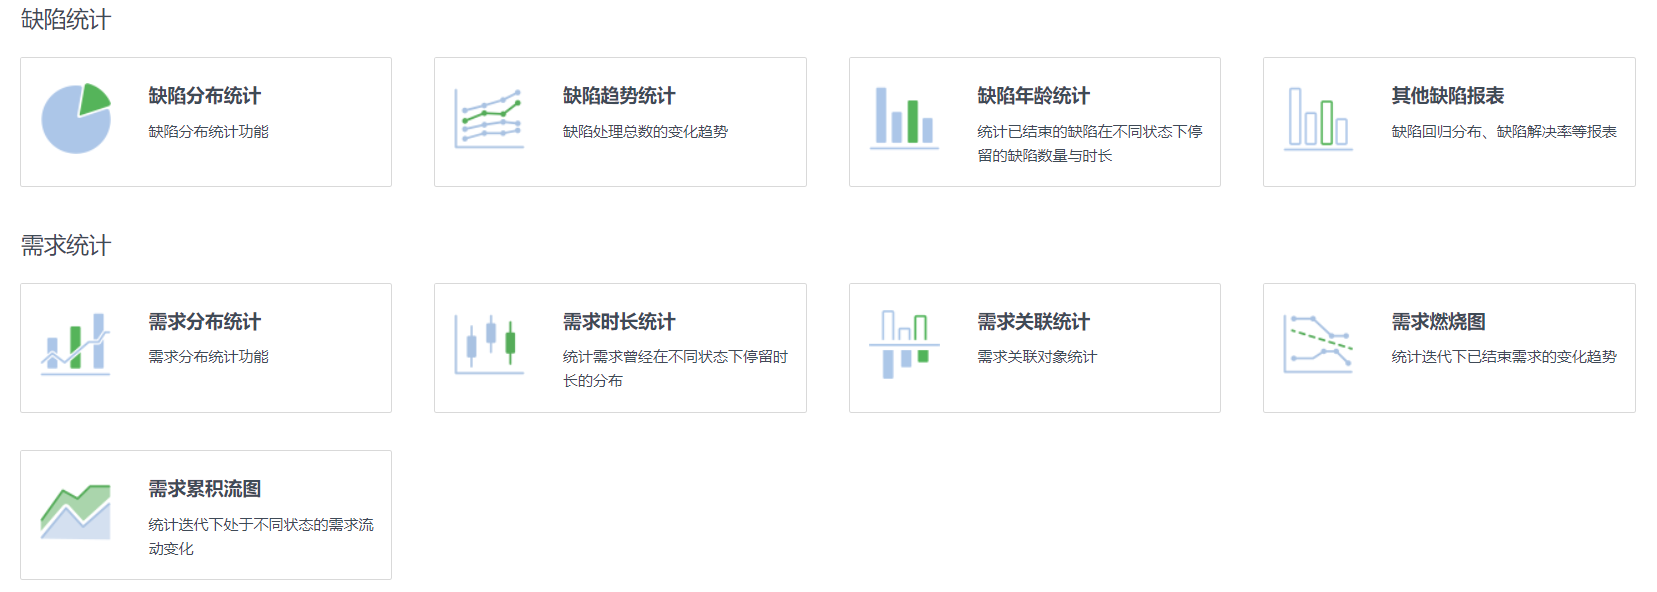 缺陷统计
缺陷分布统计
缺陷分布统计功能
缺陷趋势统计
缺陷处理总数的变化趋势
缺陷年龄统计
统计已结束的缺陷在不同状态下停
留的缺陷数量与时长
其他缺陷报表
缺陷回归分布、缺陷解决率等报表
需求统计
需求分布统计
需求分布统计功能
需求时长统计
统计需求曾经在不同状态下停留时
长的分布
需求关联统计
需求关联对象统计
需求燃烧图
统计迭代下已结束需求的变化趋势
需求累积流图
统计迭代下处于不同状态的需求流
动变化